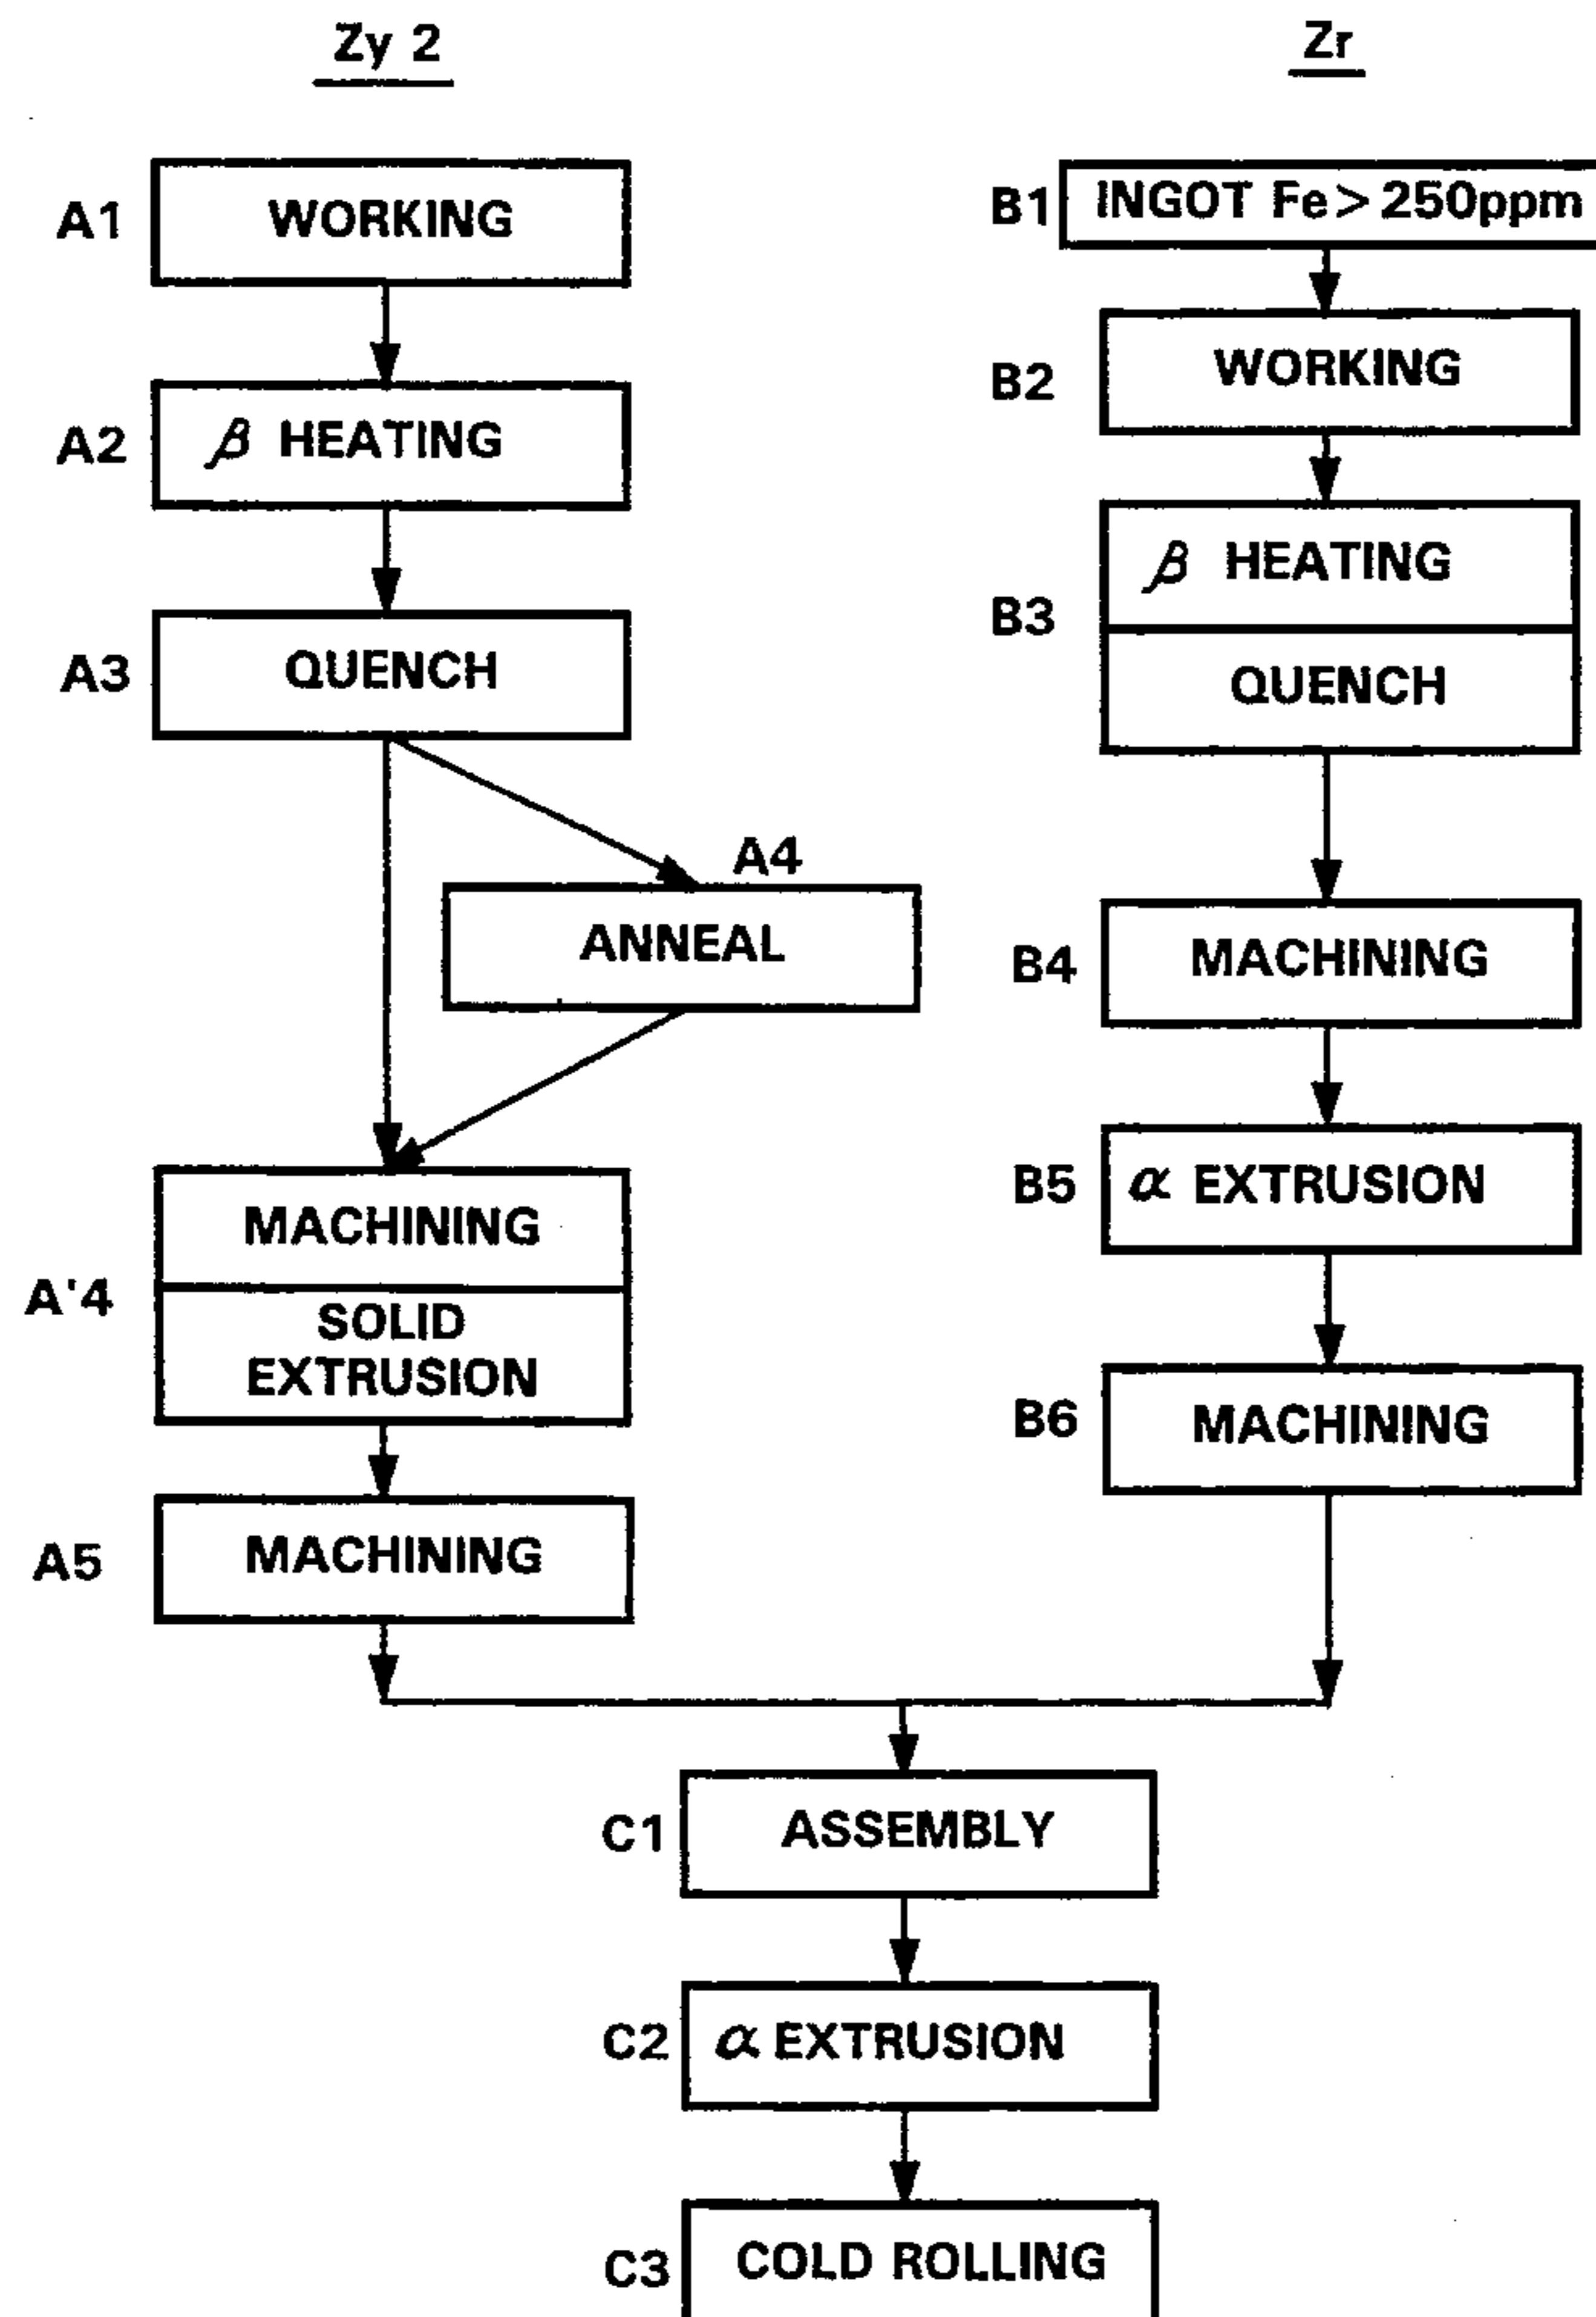 Zy 2
A1 WORKING
A2 β HEATING
A3 QUENCH
A4
ANNEAL
A'4
MACHINING
SOLID
EXTRUSION
A5 MACHINING
Zr
B1 INGOT Fe > 250ppm
B2 WORKING
B3
β HEATING
QUENCH
B4 MACHINING
B5 α EXTRUSION
B6 MACHINING
C1 ASSEMBLY
C2 α EXTRUSION
C3 COLD ROLLING